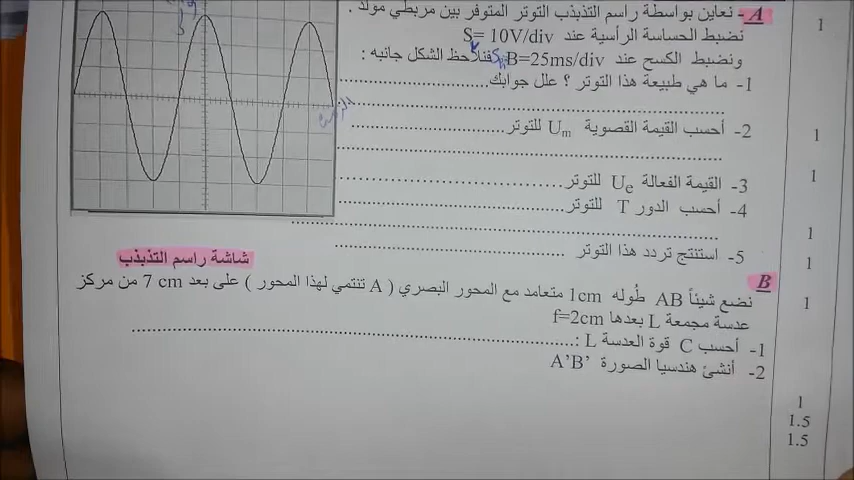 A - نعاين بواسطة راسم التذبذب التوتر المتوفر بين مربطي مولد .
نضبط الحساسة الرأسية عند S= 10V/div
ونضبط الكسح عند B=25ms/div فنلاحظ الشكل جانبه :
1- ما هي طبيعة هذا التوتر ؟ علل جوابك
2- أحسب القيمة القصوية Um للتوتر
3- القيمة الفعالة Ue للتوتر
4- أحسب الدور T للتوتر
5- استنتج تردد هذا التوتر
شاشة راسم التذبذب
B
نضع شيئاً AB طُوله 1cm متعامد مع المحور البصري ( A تنتمي لهذا المحور ) على بعد 7 cm من مركز
عدسة مجمعة L بعدها f=2cm
1- أحسب C قوة العدسة L :
2- أنشئ هندسيا الصورة A’B’
1
1
1
1
1
1
1
1.5
1.5